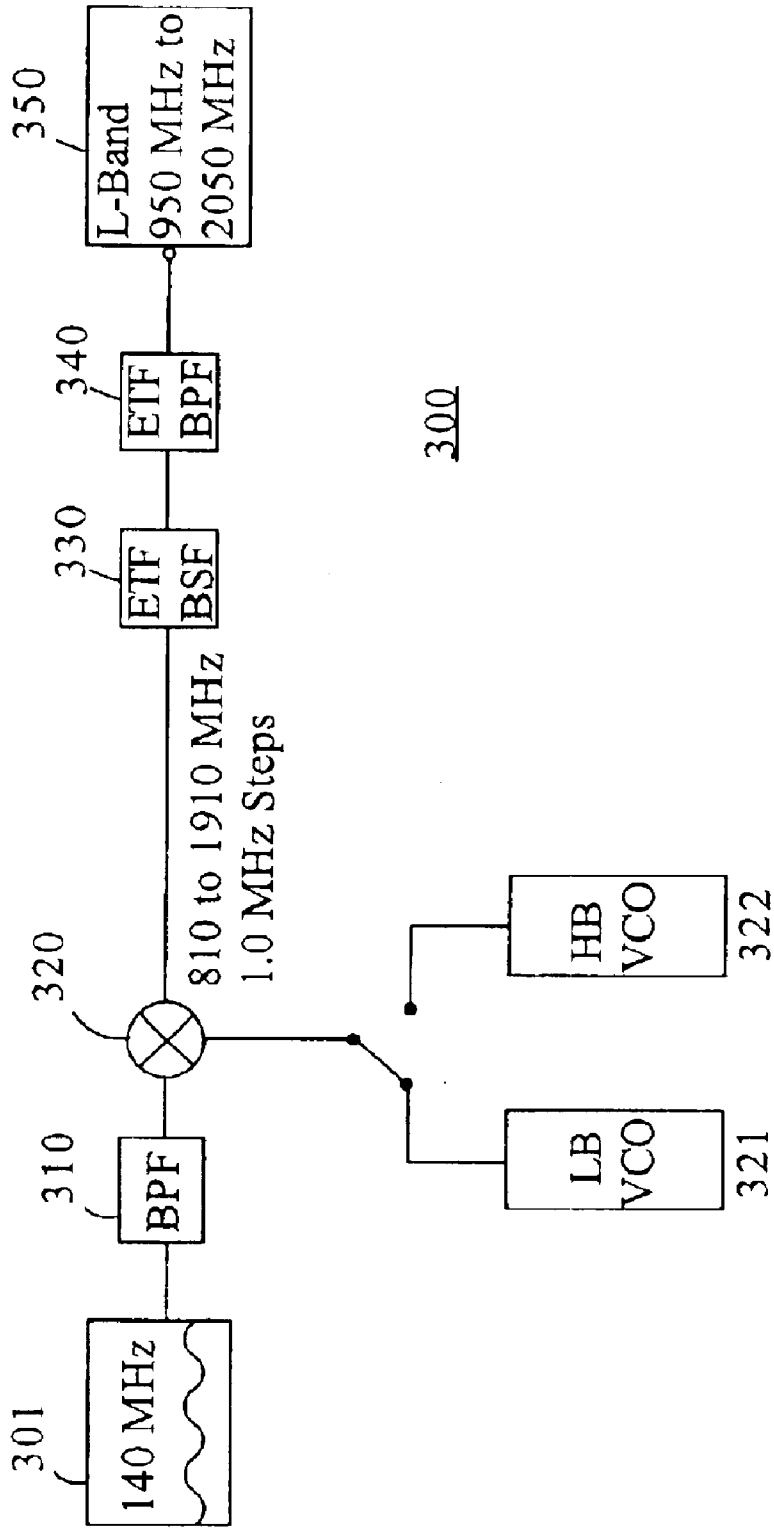 301
140 MHz
310
BPF
320
810 to 1910 MHz
1.0 MHz Steps
LB
VCO
321
HB
VCO
322
330
ETF
BSF
340
ETF
BPF
350
L-Band
950 MHz to
2050 MHz
300